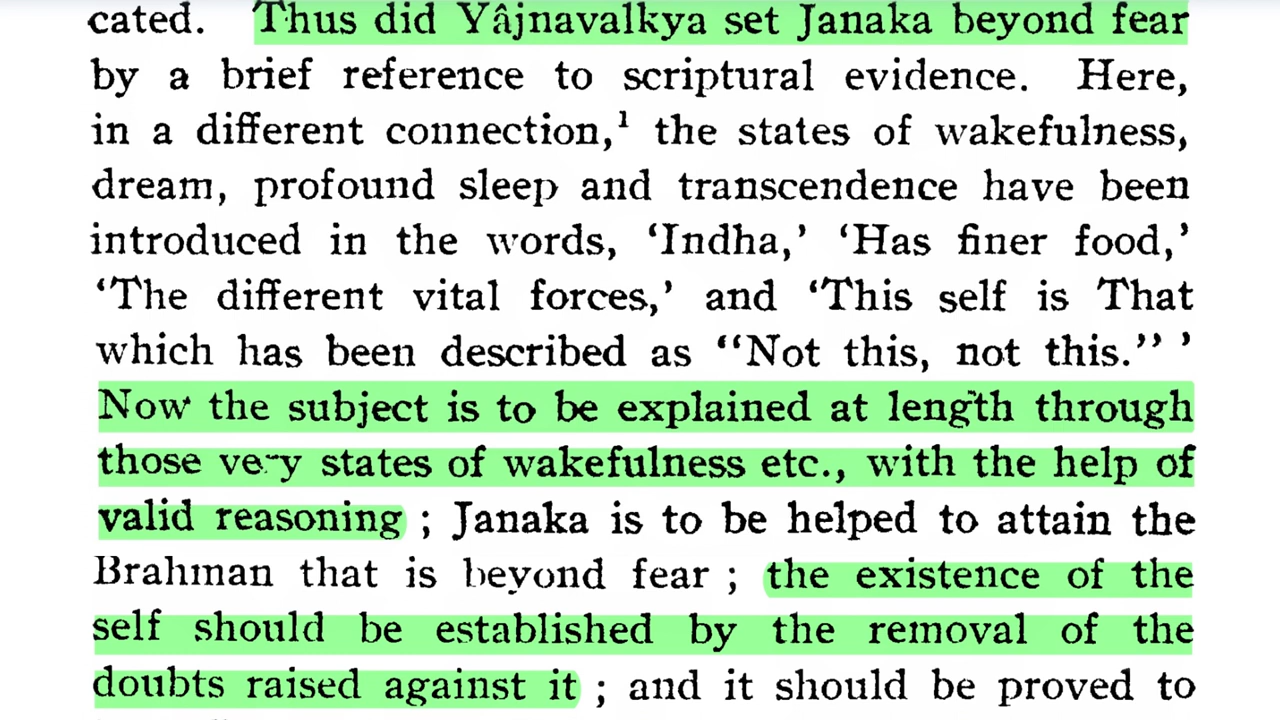 cated. Thus did Yâjnavalkya set Janaka beyond fear
by a brief reference to scriptural evidence. Here,
in a different connection,¹ the states of wakefulness,
dream, profound sleep and transcendence have been
introduced in the words, ‘Indha,’ ‘Has finer food,’
‘The different vital forces,’ and ‘This self is That
which has been described as “Not this, not this.” ’
Now the subject is to be explained at length through
those very states of wakefulness etc., with the help of
valid reasoning ; Janaka is to be helped to attain the
Brahman that is beyond fear ; the existence of the
self should be established by the removal of the
doubts raised against it ; and it should be proved to